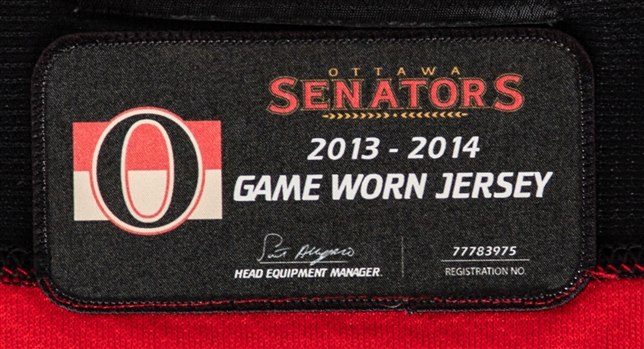 O
OTTAWA
SENATORS
2013 - 2014
GAME WORN JERSEY
HEAD EQUIPMENT MANAGER.
77783975
REGISTRATION NO.